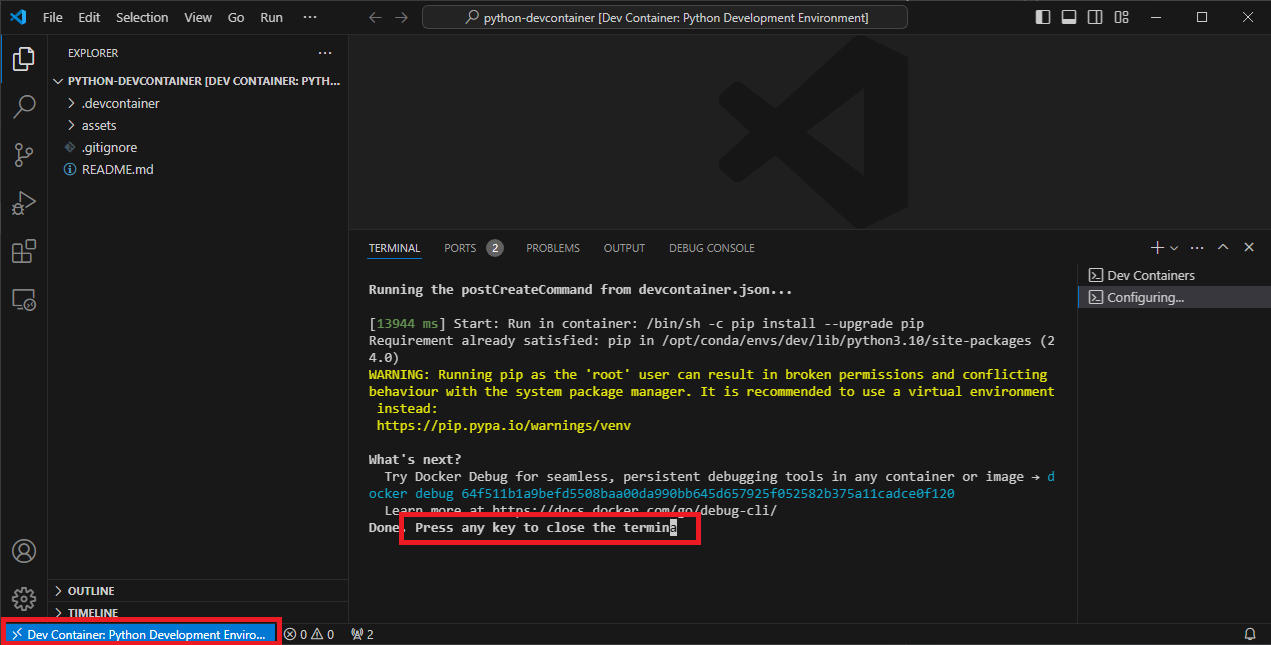 File Edit Selection View Go Run ···
python-devcontainer [Dev Container: Python Development Environment]
EXPLORER ···
PYTHON-DEVCONTAINER [DEV CONTAINER: PYTH...
.devcontainer
assets
.gitignore
README.md
OUTLINE
TIMELINE
TERMINAL PORTS 2 PROBLEMS OUTPUT DEBUG CONSOLE
Running the postCreateCommand from devcontainer.json...
[13944 ms] Start: Run in container: /bin/sh -c pip install --upgrade pip
Requirement already satisfied: pip in /opt/conda/envs/dev/lib/python3.10/site-packages (2
4.0)
WARNING: Running pip as the 'root' user can result in broken permissions and conflicting
behaviour with the system package manager. It is recommended to use a virtual environment
instead:
https://pip.pypa.io/warnings/venv
What's next?
Try Docker Debug for seamless, persistent debugging tools in any container or image → d
ocker debug 64f511b1a9befd5508baa00da990bb645d657925f052582b375a11cadce0f120
Learn more at https://docs.docker.com/go/debug-cli/
Done. Press any key to close the termina
Dev Containers
Configuring...
Dev Container: Python Development Enviro... 0 0 2